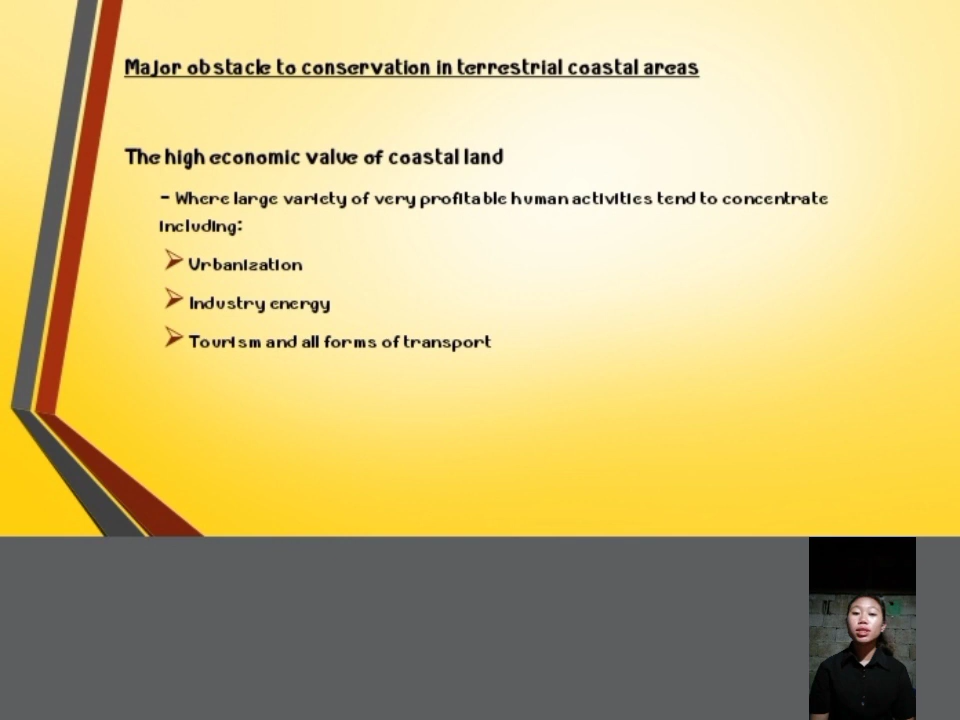 Major obstacle to conservation in terrestrial coastal areas
The high economic value of coastal land
- Where large variety of very profitable human activities tend to concentrate
including:
Urbanization
Industry energy
Tourism and all forms of transport